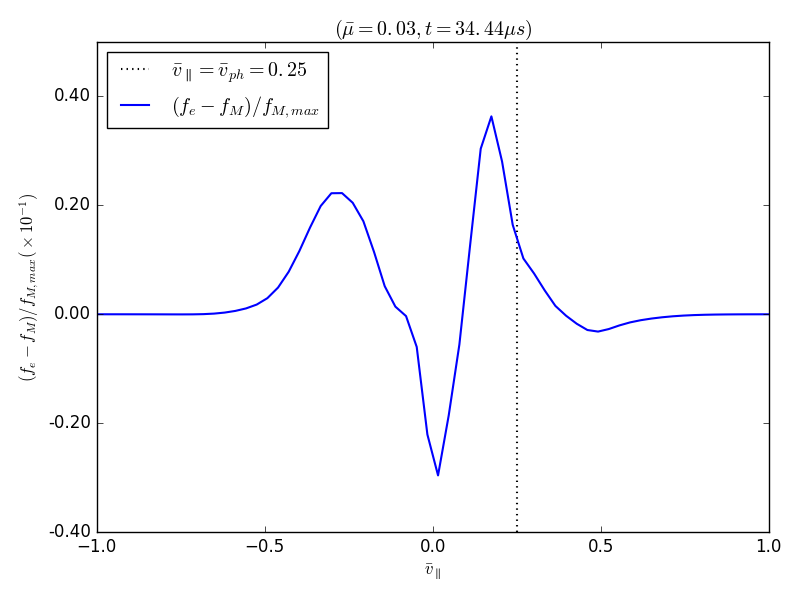 (μ̄ = 0.03, t = 34.44μs)
v̄∥ = v̄ph = 0.25
(fe − fM)/fM,max
0.40
0.20
0.00
-0.20
-0.40
(fe − fM)/fM,max(×10⁻¹)
−1.0 −0.5 0.0 0.5 1.0
v̄∥